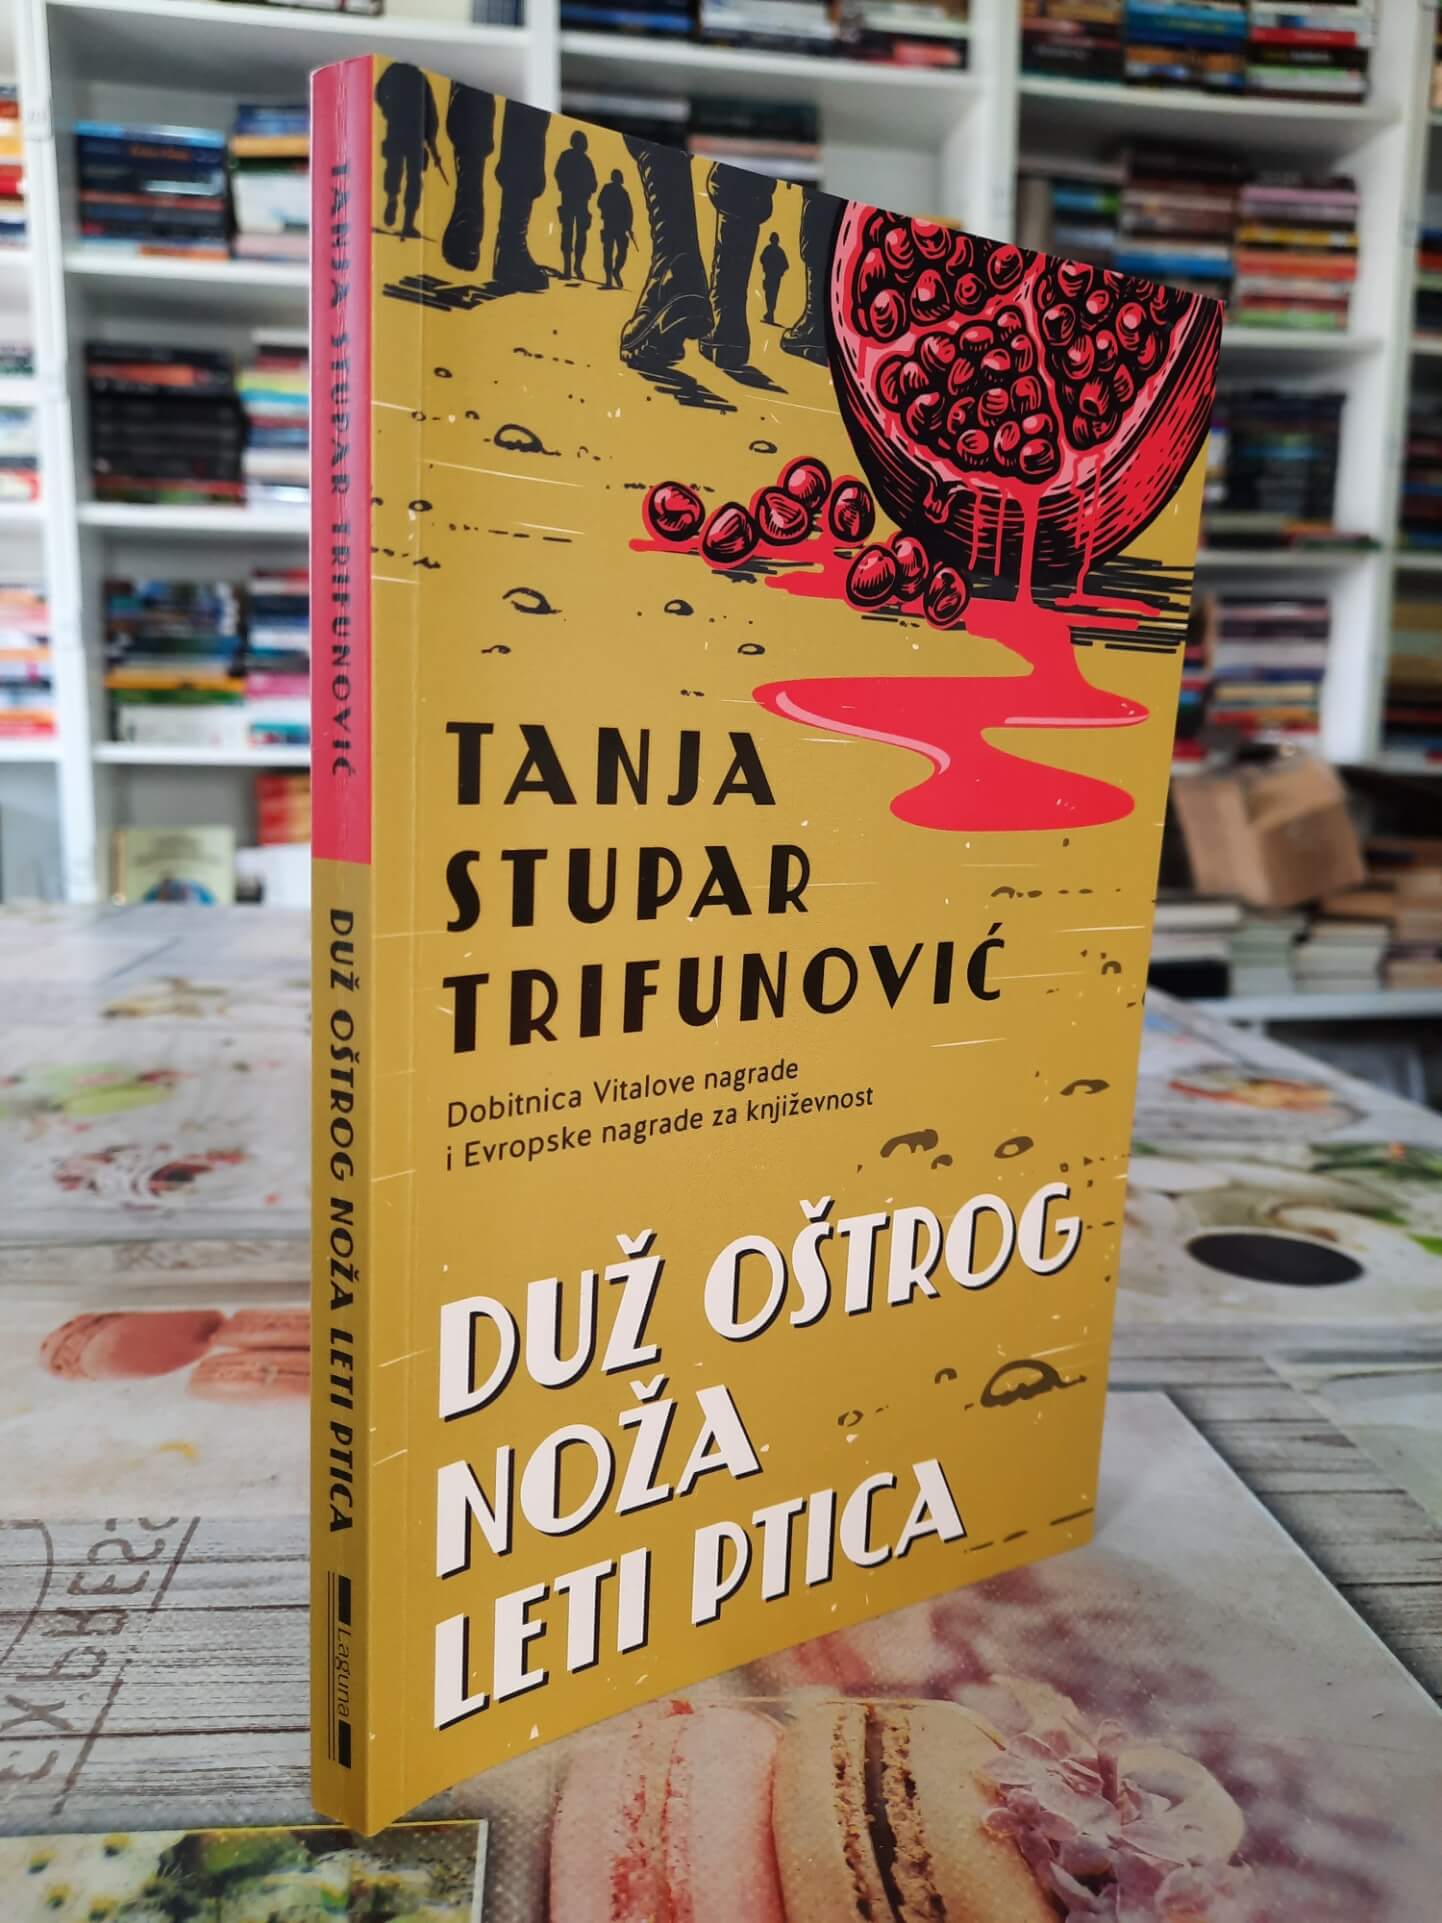 TANJA STUPAR TRIFUNOVIĆ
DUŽ OŠTROG NOŽA LETI PTICA
Laguna
TANJA
STUPAR
TRIFUNOVIĆ
Dobitnica Vitalove nagrade
i Evropske nagrade za književnost
DUŽ OŠTROG
NOŽA
LETI PTICA
EXPRESS